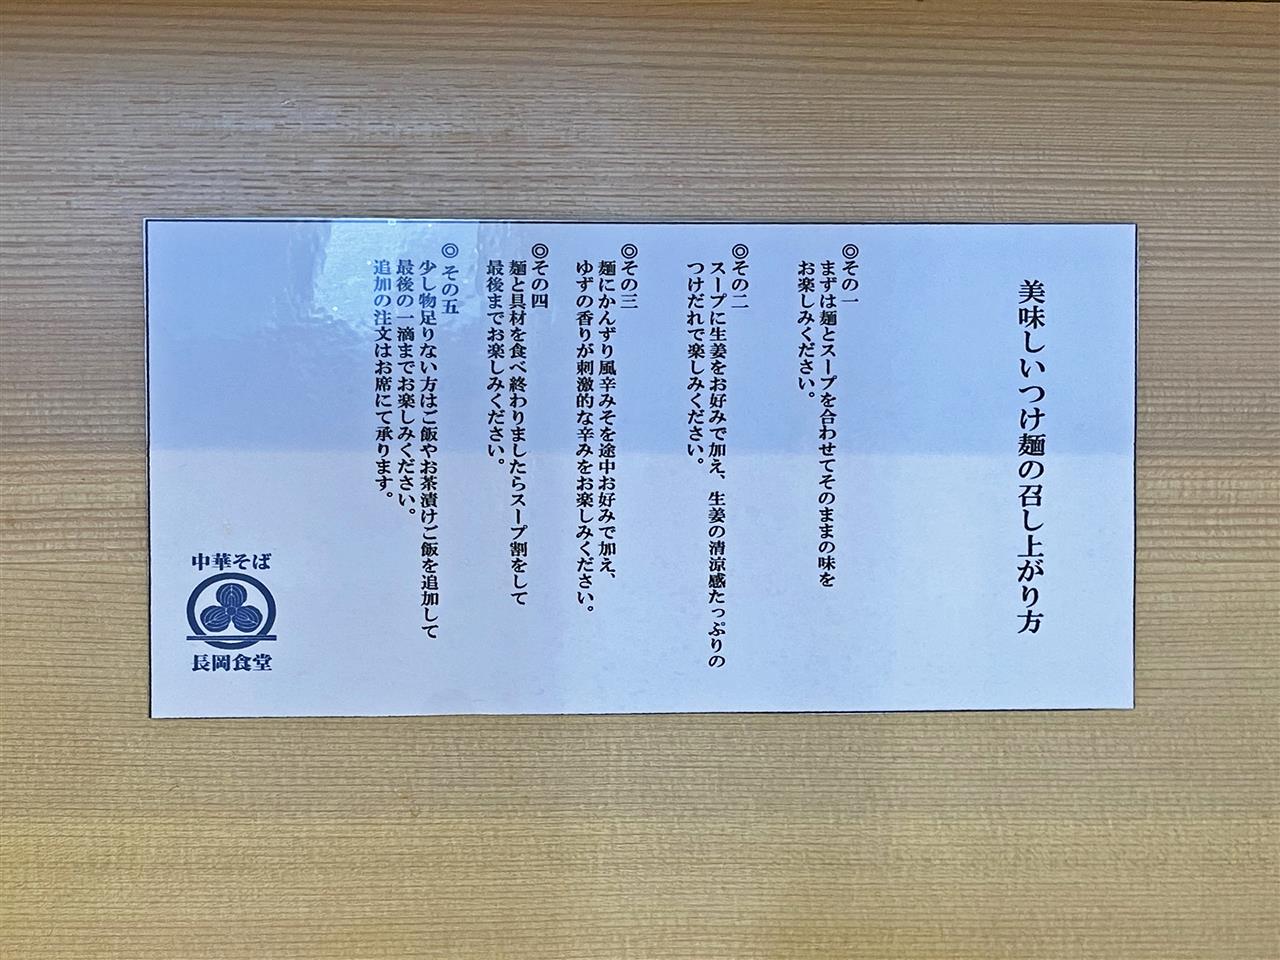 美味しいつけ麺の召し上がり方
◎その一
まずは麺とスープを合わせてそのままの味を
お楽しみください。
◎その二
スープに生姜をお好みで加え、生姜の清涼感たっぷりの
つけだれで楽しみください。
◎その三
麺にかんずり風辛みそを途中お好みで加え、
ゆずの香りが刺激的な辛みをお楽しみください。
◎その四
麺と具材を食べ終わりましたらスープ割をして
最後までお楽しみください。
◎その五
少し物足りない方はご飯やお茶漬けご飯を追加して
最後の一滴までお楽しみください。
追加の注文はお席にて承ります。
中華そば
長岡食堂